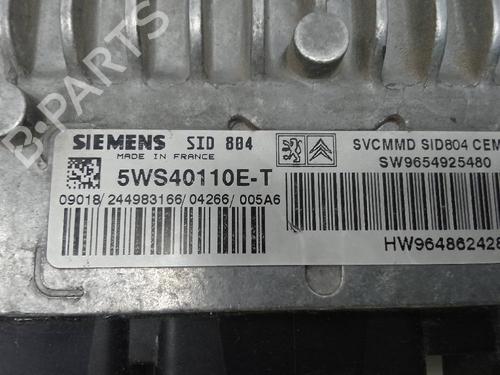 B-PARTS
SIEMENS SID 804
MADE IN FRANCE
5WS40110E-T
09018/244983166/04266/005A6
SVCMMD SID804 CEM
SW9654925480
HW964862428